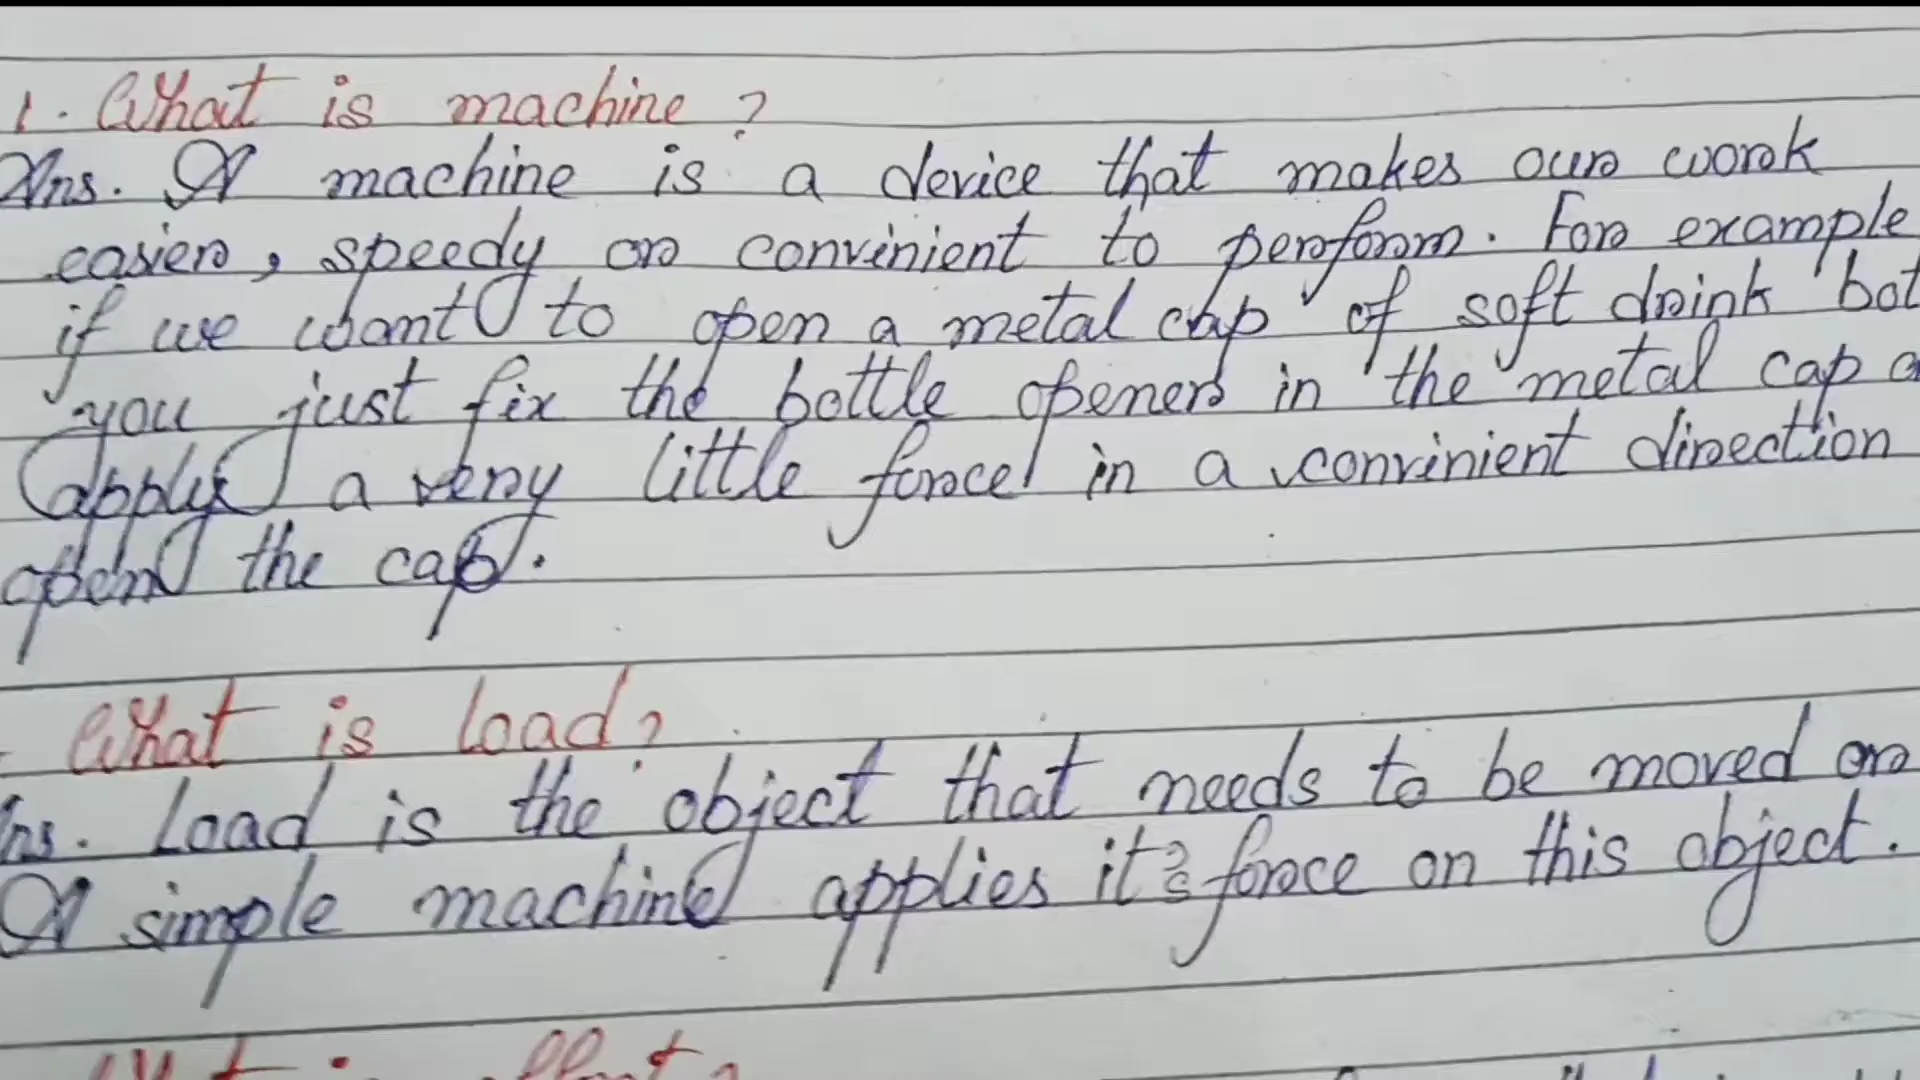 1. What is machine?
Ans. A machine is a device that makes our work
easier, speedy or convinient to perform. For example
if we want to open a metal cap of soft drink bot
you just fix the bottle opener in the metal cap a
apply a very little force in a convinient direction
open the cap.
What is load?
Ans. Load is the object that needs to be moved or
A simple machine applies it's force on this object.